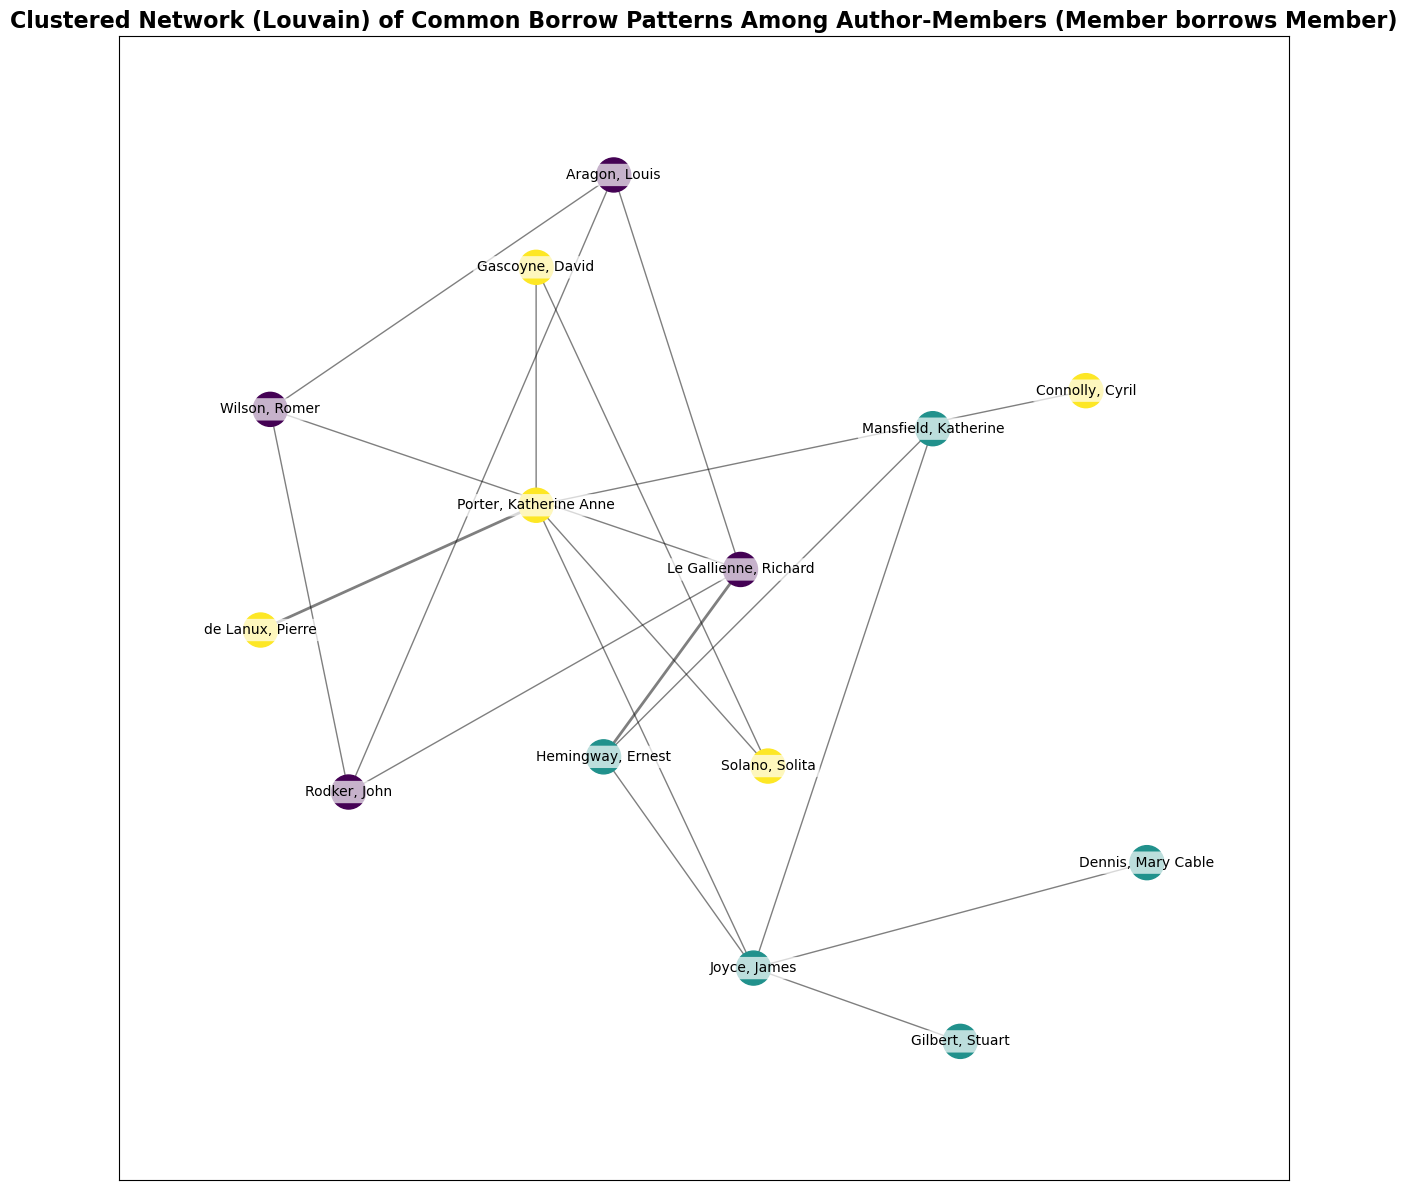 Clustered Network (Louvain) of Common Borrow Patterns Among Author-Members (Member borrows Member)
Aragon, Louis
Gascoyne, David
Connolly, Cyril
Wilson, Romer
Mansfield, Katherine
Porter, Katherine Anne
Le Gallienne, Richard
de Lanux, Pierre
Hemingway, Ernest
Solano, Solita
Rodker, John
Dennis, Mary Cable
Joyce, James
Gilbert, Stuart